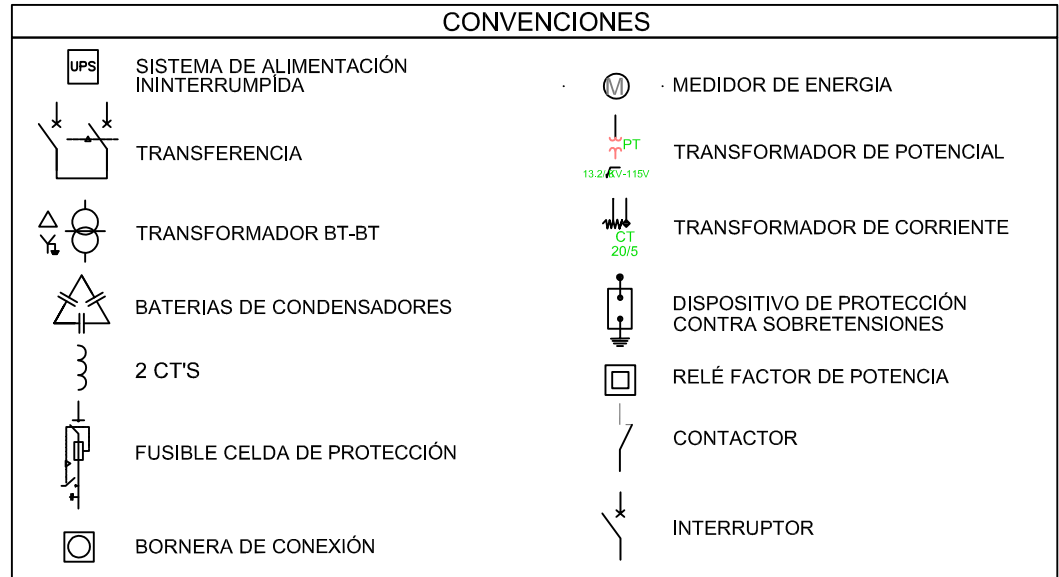 CONVENCIONES
UPS
SISTEMA DE ALIMENTACIÓN
ININTERRUMPÍDA
TRANSFERENCIA
TRANSFORMADOR BT-BT
BATERIAS DE CONDENSADORES
2 CT'S
FUSIBLE CELDA DE PROTECCIÓN
BORNERA DE CONEXIÓN
M
MEDIDOR DE ENERGIA
PT
TRANSFORMADOR DE POTENCIAL
CT
20/5
TRANSFORMADOR DE CORRIENTE
DISPOSITIVO DE PROTECCIÓN
CONTRA SOBRETENSIONES
RELÉ FACTOR DE POTENCIA
CONTACTOR
INTERRUPTOR